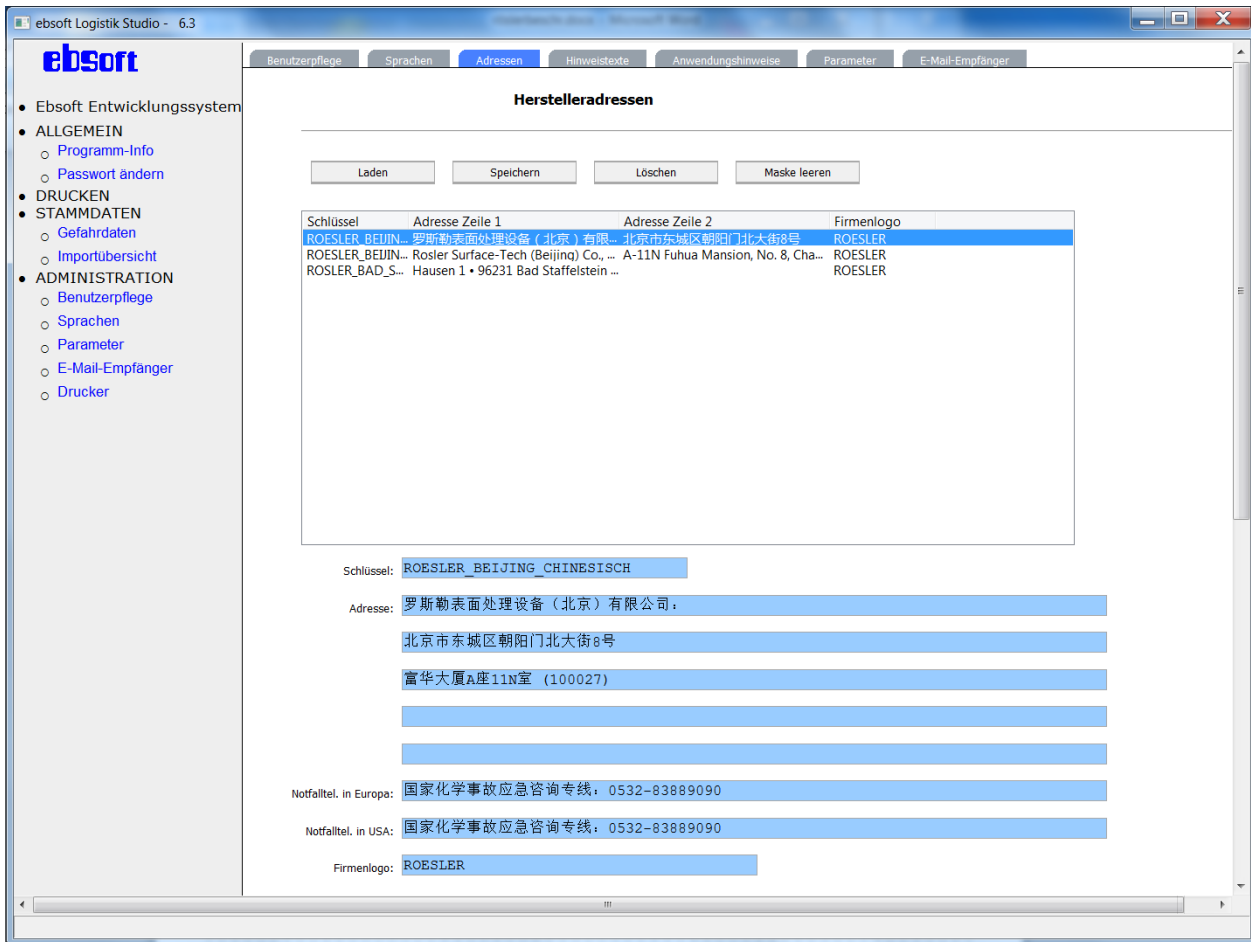 ebsoft Logistik Studio - 6.3
ebsoft
Benutzerpflege Sprachen Adressen Hinweistexte Anwendungshinweise Parameter E-Mail-Empfänger
Ebsoft Entwicklungssystem
ALLGEMEIN
Programm-Info
Passwort ändern
DRUCKEN
STAMMDATEN
Gefahrdaten
Importübersicht
ADMINISTRATION
Benutzerpflege
Sprachen
Parameter
E-Mail-Empfänger
Drucker
Herstelleradressen
Laden Speichern Löschen Maske leeren
Schlüssel Adresse Zeile 1 Adresse Zeile 2 Firmenlogo
ROESLER_BEIJIN... 罗斯勒表面处理设备（北京）有限... 北京市东城区朝阳门北大街8号 ROESLER
ROESLER_BEIJIN... Rosler Surface-Tech (Beijing) Co., ... A-11N Fuhua Mansion, No. 8, Cha... ROESLER
ROSLER_BAD_S... Hausen 1 • 96231 Bad Staffelstein ... ROESLER
Schlüssel: ROESLER_BEIJING_CHINESISCH
Adresse: 罗斯勒表面处理设备（北京）有限公司：
北京市东城区朝阳门北大街8号
富华大厦A座11N室 (100027)
Notfalltel. in Europa: 国家化学事故应急咨询专线：0532-83889090
Notfalltel. in USA: 国家化学事故应急咨询专线：0532-83889090
Firmenlogo: ROESLER